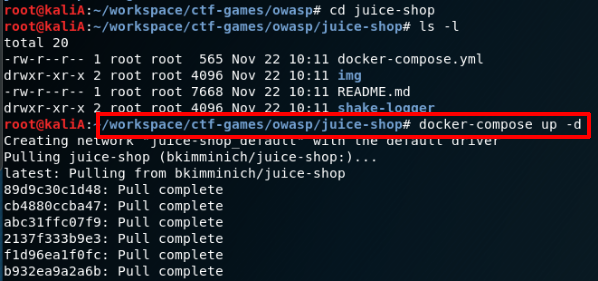 root@kaliA:~/workspace/ctf-games/owasp# cd juice-shop
root@kaliA:~/workspace/ctf-games/owasp/juice-shop# ls -l
total 20
-rw-r--r-- 1 root root  565 Nov 22 10:11 docker-compose.yml
drwxr-xr-x 2 root root 4096 Nov 22 10:11 img
-rw-r--r-- 1 root root 7668 Nov 22 10:11 README.md
drwxr-xr-x 2 root root 4096 Nov 22 10:11 shake-logger
root@kaliA:~/workspace/ctf-games/owasp/juice-shop# docker-compose up -d
Creating network "juice-shop_default" with the default driver
Pulling juice-shop (bkimminich/juice-shop:)...
latest: Pulling from bkimminich/juice-shop
89d9c30c1d48: Pull complete
cb4880ccba47: Pull complete
abc31ffc07f9: Pull complete
2137f333b9e3: Pull complete
f1d96ea1f0fc: Pull complete
b932ea9a2a6b: Pull complete